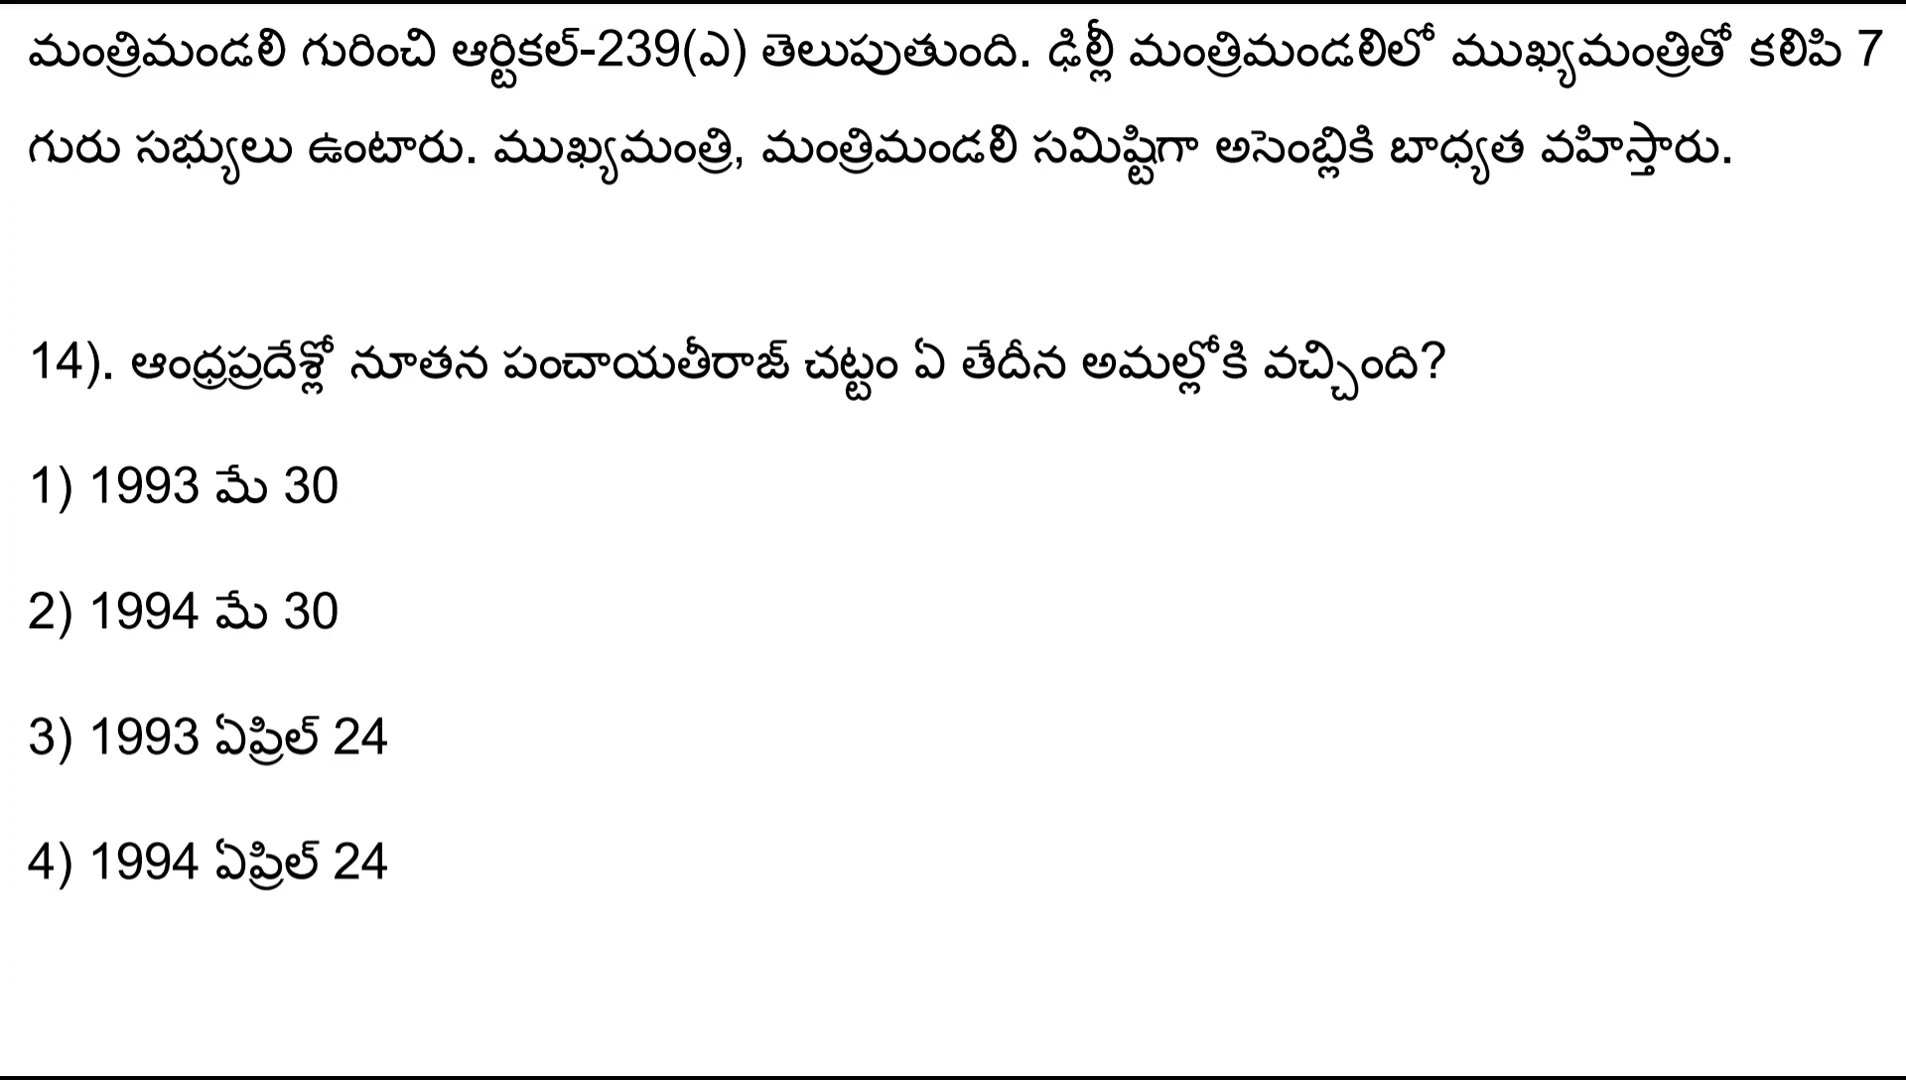 మంత్రిమండలి గురించి ఆర్టికల్-239(ఎ) తెలుపుతుంది. ఢిల్లీ మంత్రిమండలిలో ముఖ్యమంత్రితో కలిపి 7
గురు సభ్యులు ఉంటారు. ముఖ్యమంత్రి, మంత్రిమండలి సమిష్టిగా అసెంబ్లికి బాధ్యత వహిస్తారు.
14). ఆంధ్రప్రదేశ్లో నూతన పంచాయతీరాజ్ చట్టం ఏ తేదీన అమల్లోకి వచ్చింది?
1) 1993 మే 30
2) 1994 మే 30
3) 1993 ఏప్రిల్ 24
4) 1994 ఏప్రిల్ 24